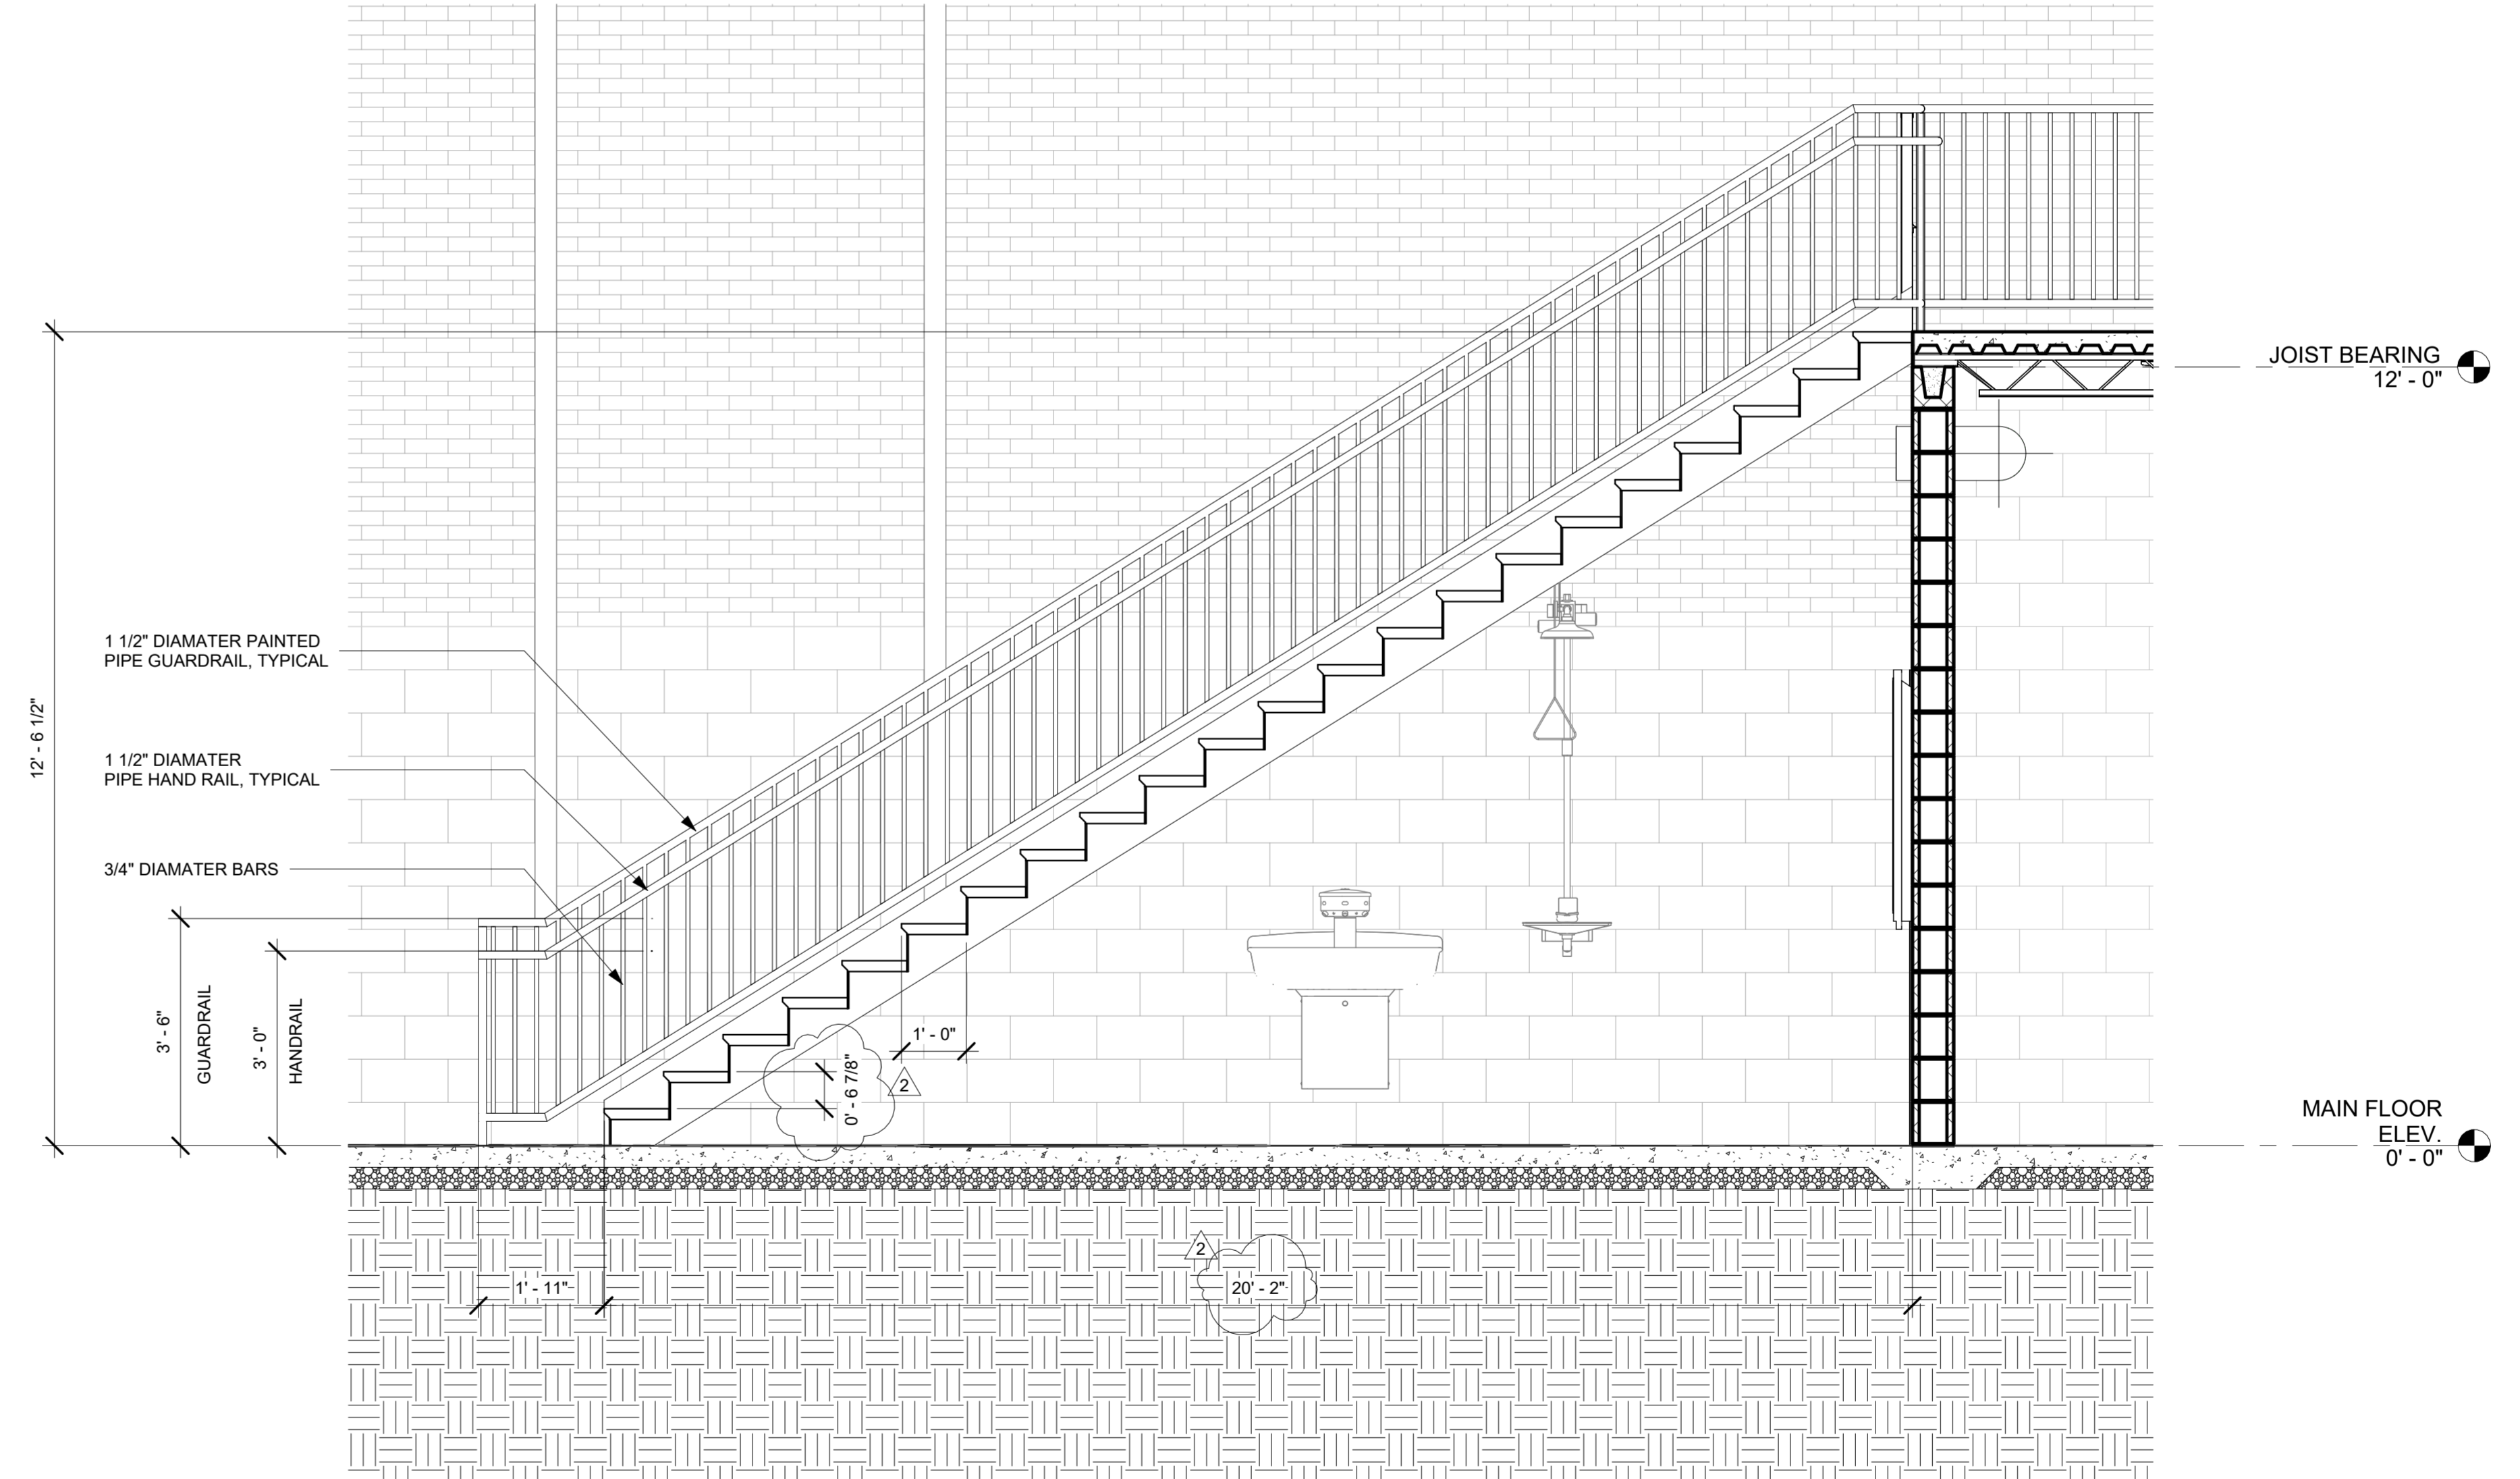 JOIST BEARING
12' - 0"
12' - 6 1/2"
1 1/2" DIAMATER PAINTED
PIPE GUARDRAIL, TYPICAL
1 1/2" DIAMATER
PIPE HAND RAIL, TYPICAL
3/4" DIAMATER BARS
3' - 6"
GUARDRAIL
3' - 0"
HANDRAIL
1' - 0"
0' - 6 7/8"
2
MAIN FLOOR
ELEV.
0' - 0"
2
1' - 11"
20' - 2"